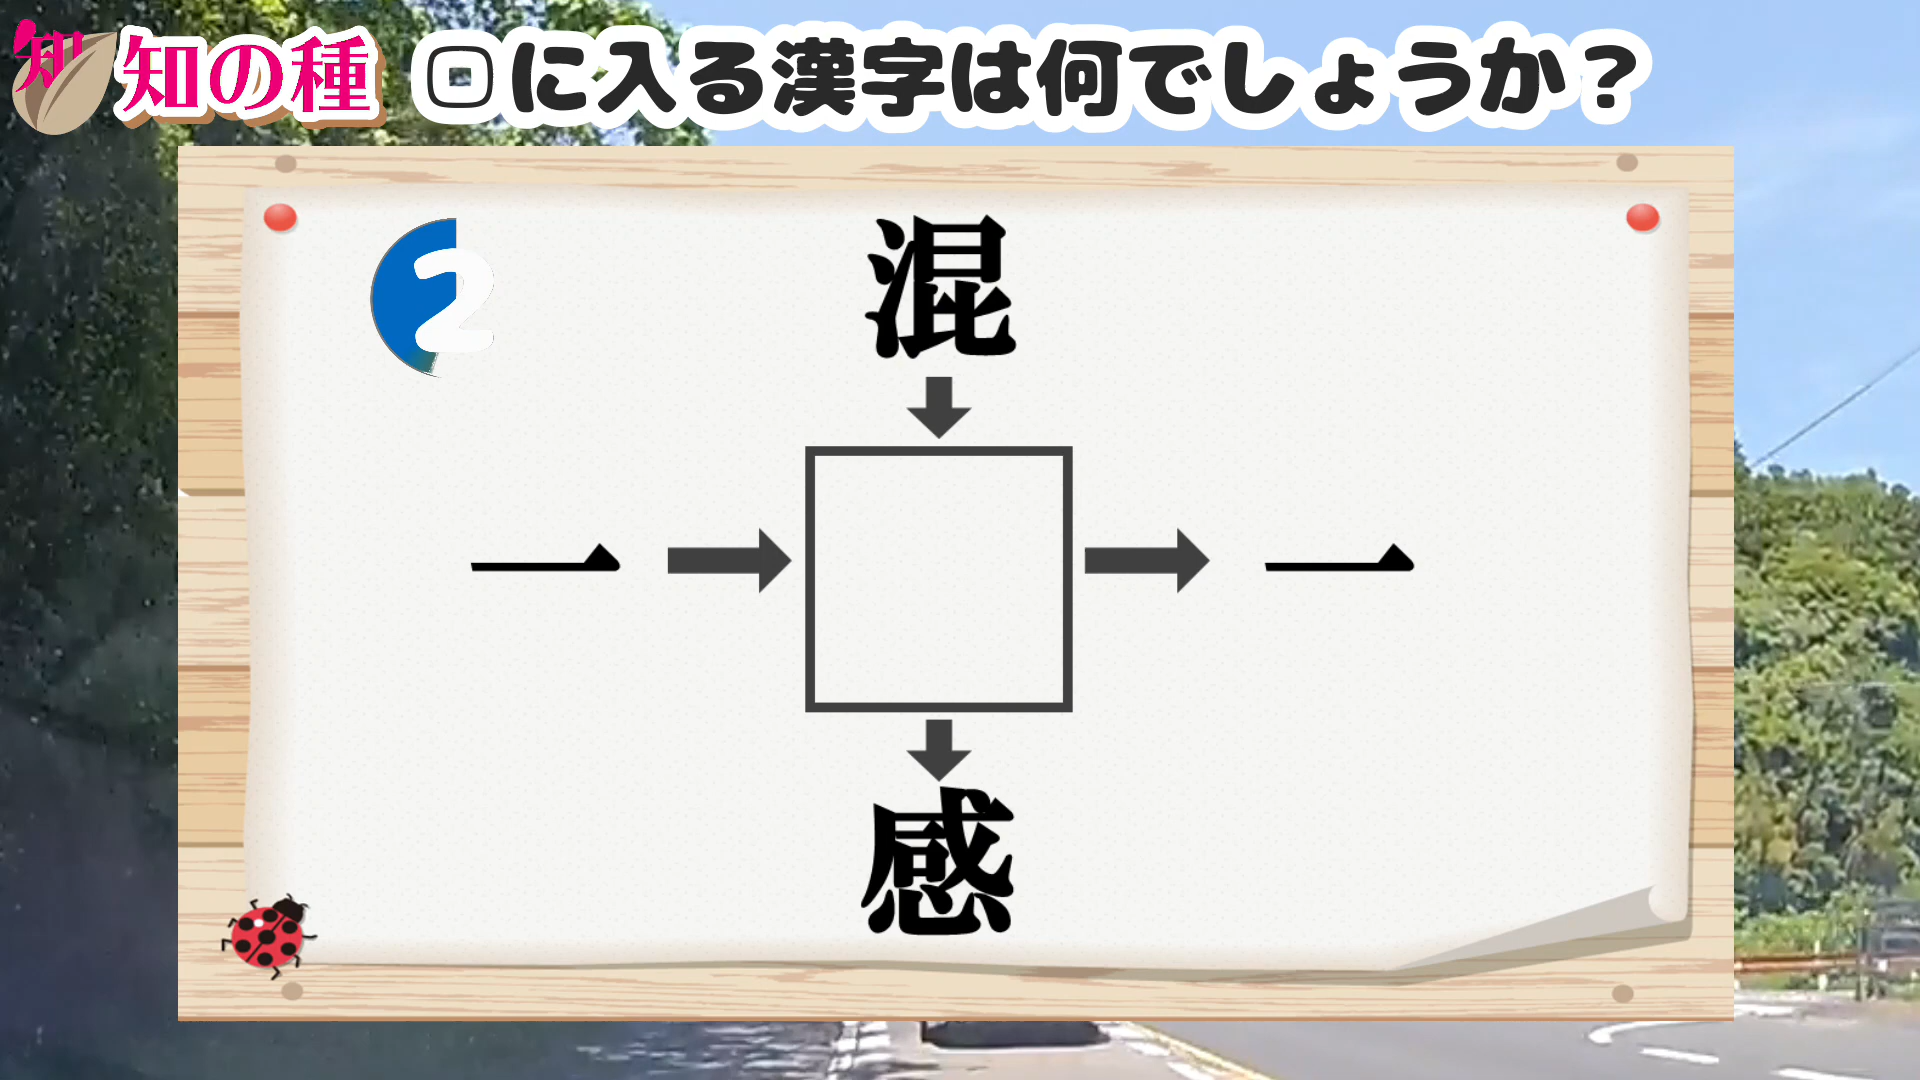 知 知の種 □に入る漢字は何でしょうか？
2
混
一 一
感